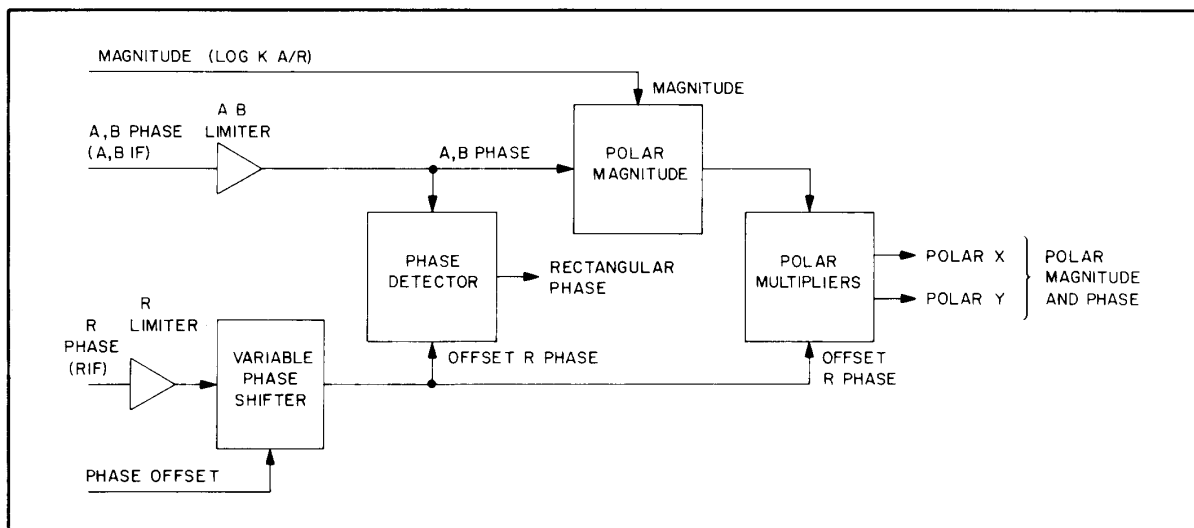 MAGNITUDE (LOG K A/R)
MAGNITUDE
A B
LIMITER
A,B PHASE
(A,B IF)
A,B PHASE
POLAR
MAGNITUDE
PHASE
DETECTOR
RECTANGULAR
PHASE
POLAR
MULTIPLIERS
POLAR X
POLAR Y
POLAR
MAGNITUDE
AND PHASE
R
LIMITER
R
PHASE
(RIF)
VARIABLE
PHASE
SHIFTER
OFFSET R PHASE
OFFSET
R PHASE
PHASE OFFSET